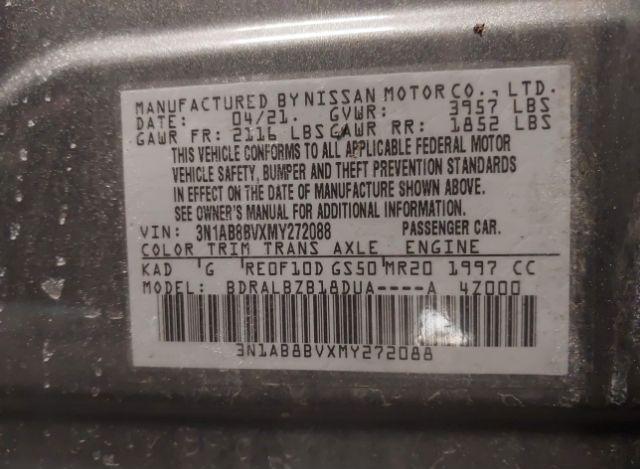 MANUFACTURED BY NISSAN MOTOR CO., LTD.
DATE: 04/21. GVWR: 3957 LBS
GAWR FR: 2116 LBS GAWR RR: 1852 LBS
THIS VEHICLE CONFORMS TO ALL APPLICABLE FEDERAL MOTOR
VEHICLE SAFETY, BUMPER AND THEFT PREVENTION STANDARDS
IN EFFECT ON THE DATE OF MANUFACTURE SHOWN ABOVE.
SEE OWNER'S MANUAL FOR ADDITIONAL INFORMATION.
VIN: 3N1AB8BVXMY272088 PASSENGER CAR.
COLOR TRIM TRANS AXLE ENGINE
KAD G RE0F10D GS50 MR20 1997 CC
MODEL: BDRALBZB18DUA----A 4Z000
3N1AB8BVXMY272088